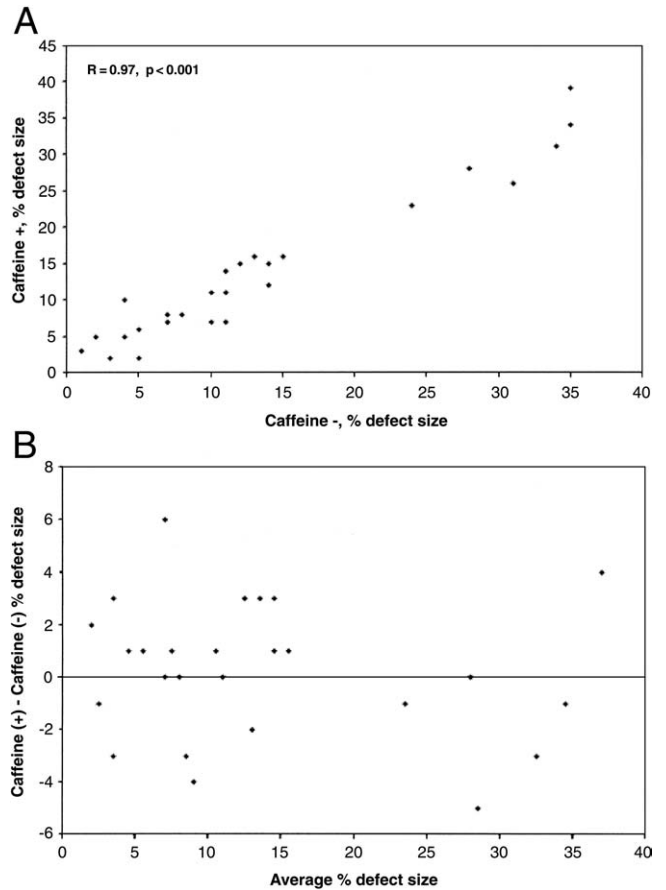 A
R = 0.97, p < 0.001
Caffeine +, % defect size
45
40
35
30
25
20
15
10
5
0
0 5 10 15 20 25 30 35 40
Caffeine -, % defect size
B
Caffeine (+) - Caffeine (-) % defect size
8
6
4
2
0
-2
-4
-6
0 5 10 15 20 25 30 35 40
Average % defect size